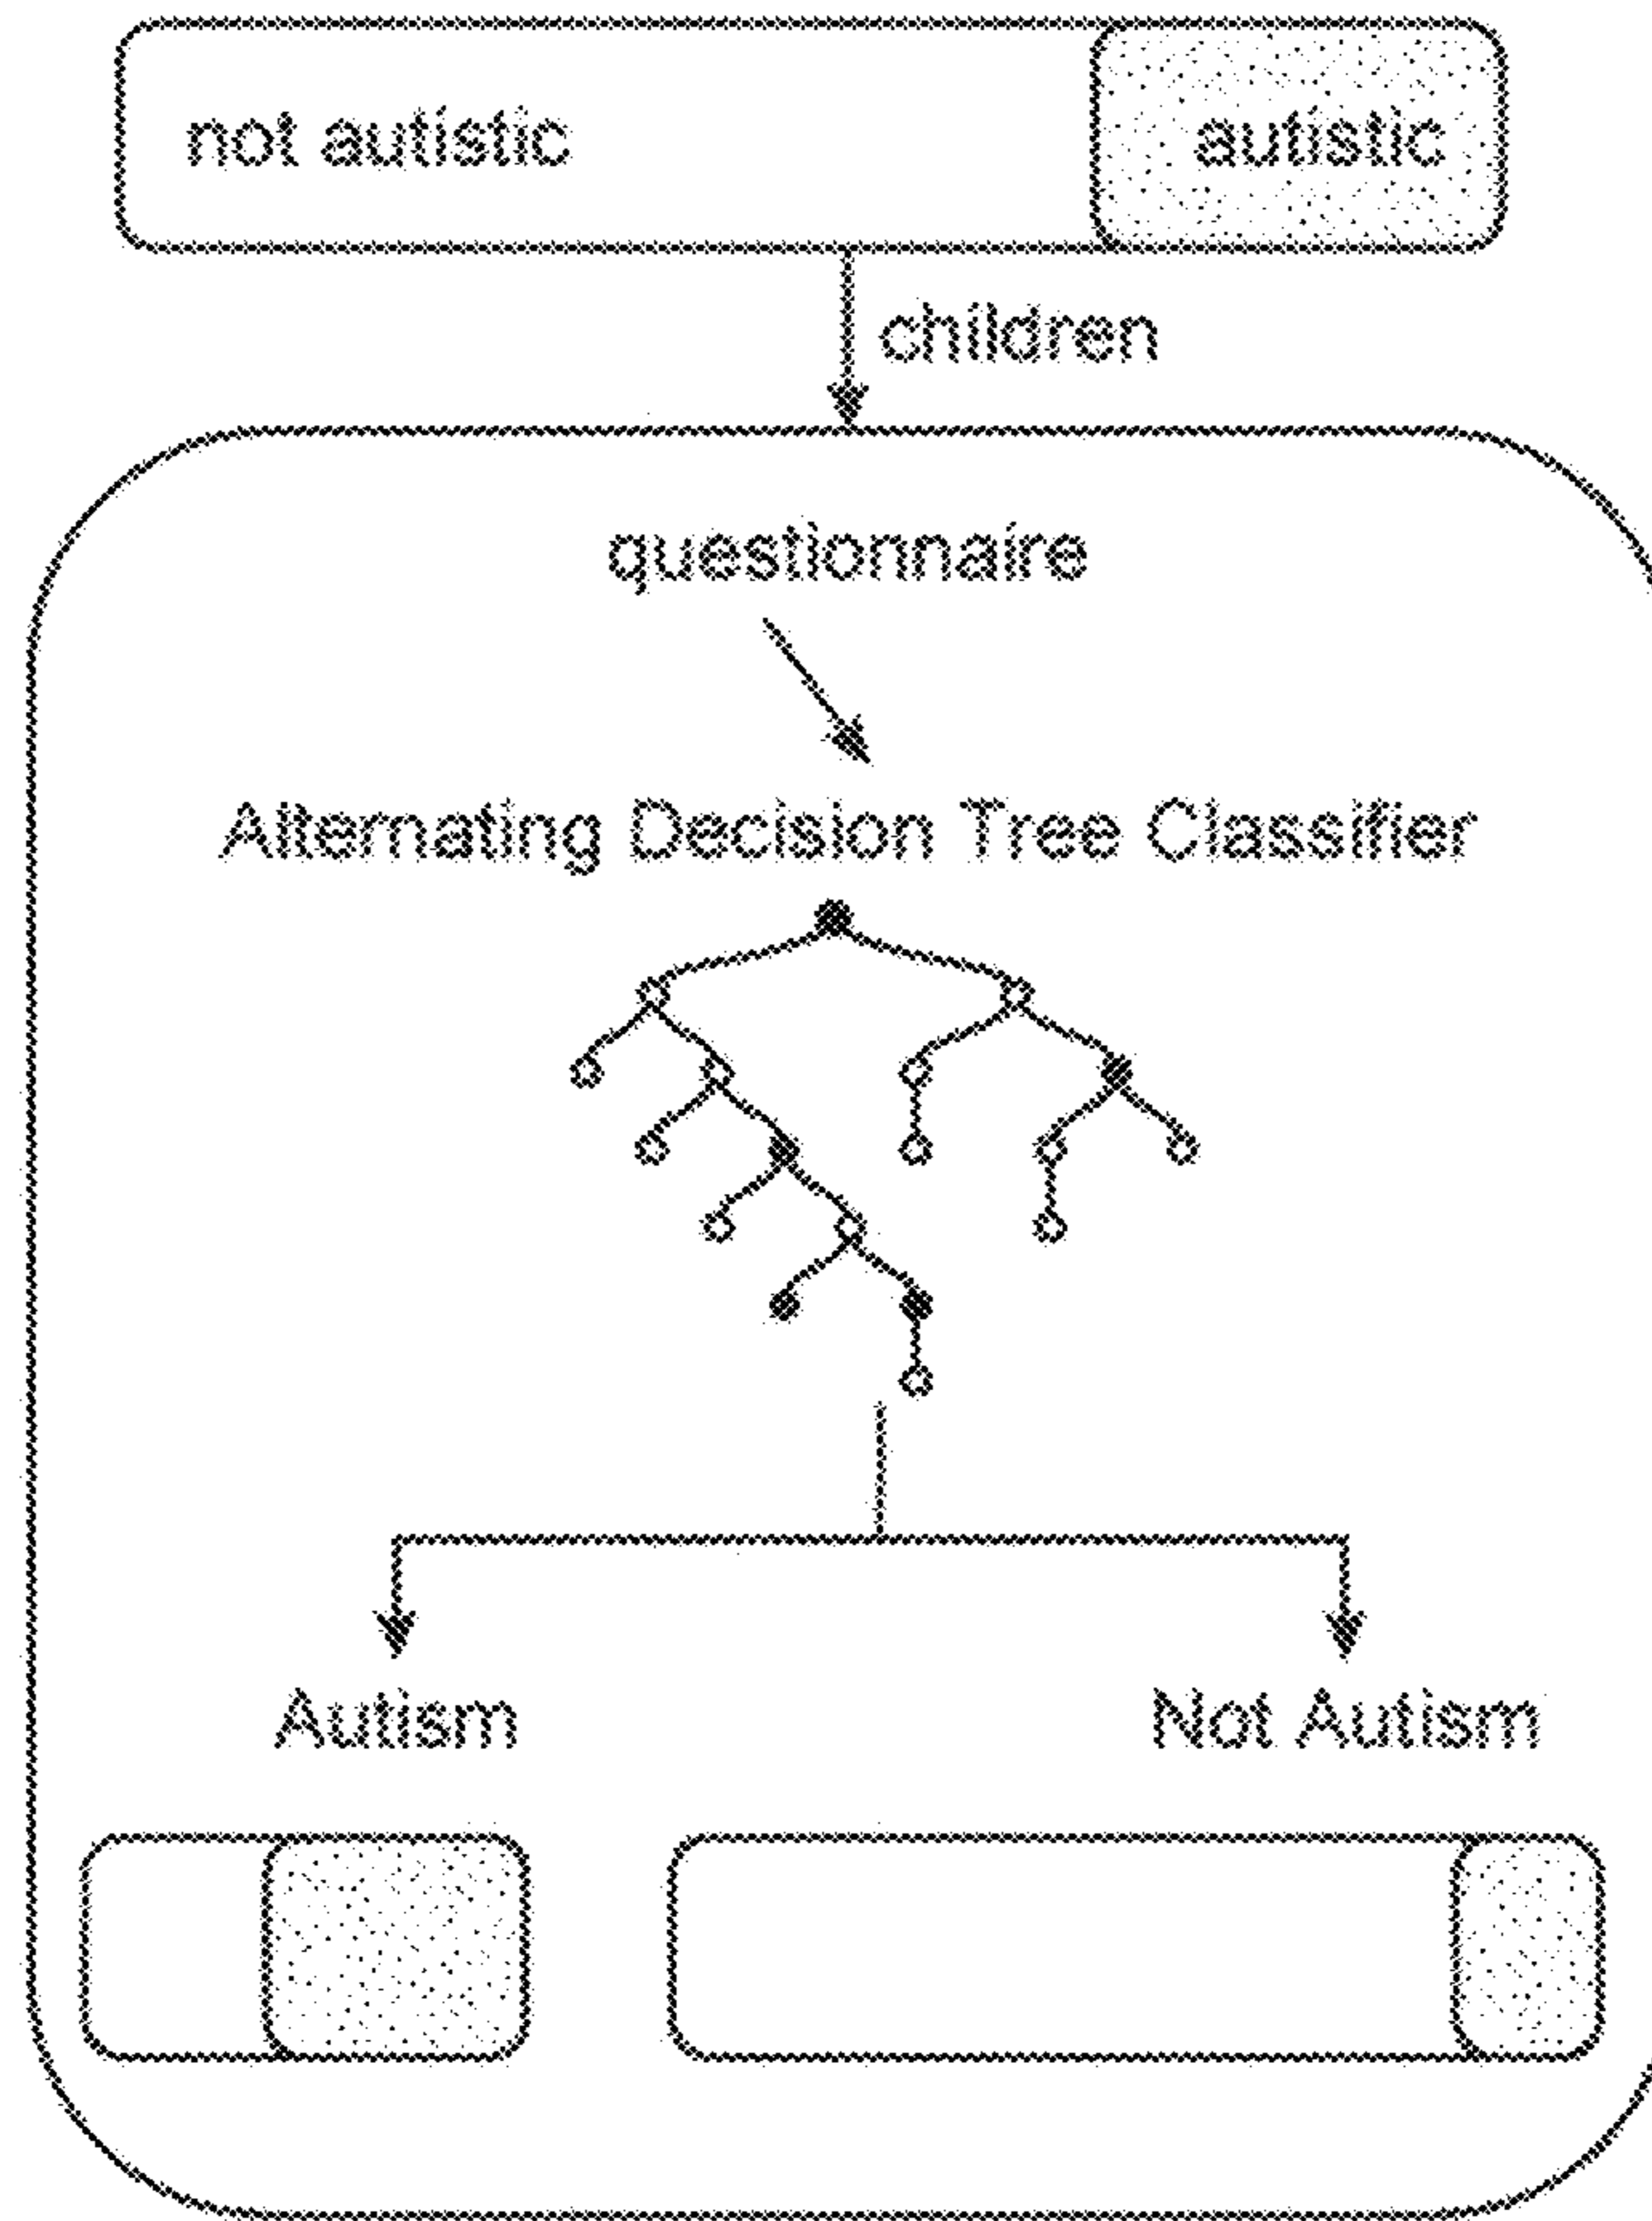 not autistic autistic
children
questionnaire
Alternating Decision Tree Classifier
Autism Not Autism